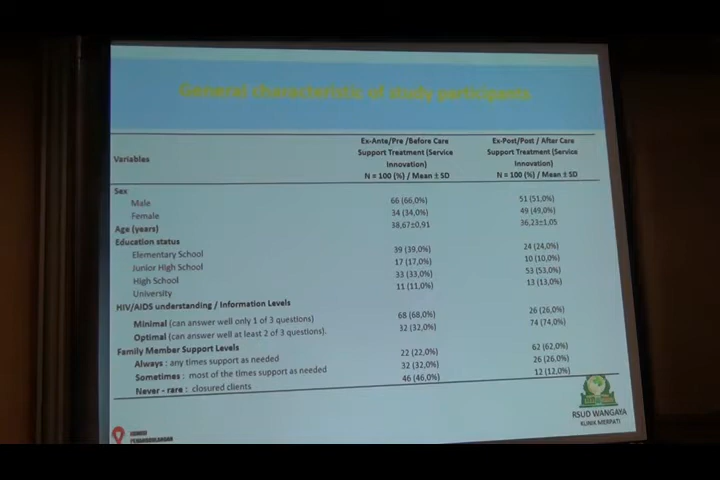 General characteristic of study participants
Variables
Ex-Ante/Pre /Before Care
Support Treatment (Service
Innovation)
N = 100 (%) / Mean ± SD
Ex-Post/Post / After Care
Support Treatment (Service
Innovation)
N = 100 (%) / Mean ± SD
Sex
Male 66 (66,0%) 51 (51,0%)
Female 34 (34,0%) 49 (49,0%)
Age (years) 38,67±0,91 36,23±1,05
Education status
Elementary School 39 (39,0%) 24 (24,0%)
Junior High School 17 (17,0%) 10 (10,0%)
High School 33 (33,0%) 53 (53,0%)
University 11 (11,0%) 13 (13,0%)
HIV/AIDS understanding / Information Levels
Minimal (can answer well only 1 of 3 questions) 68 (68,0%) 26 (26,0%)
Optimal (can answer well at least 2 of 3 questions). 32 (32,0%) 74 (74,0%)
Family Member Support Levels
Always : any times support as needed 22 (22,0%) 62 (62,0%)
Sometimes : most of the times support as needed 32 (32,0%) 26 (26,0%)
Never - rare : closured clients 46 (46,0%) 12 (12,0%)
RSUD WANGAYA
KLINIK MERPATI
KOMISI
PENANGGULANGAN